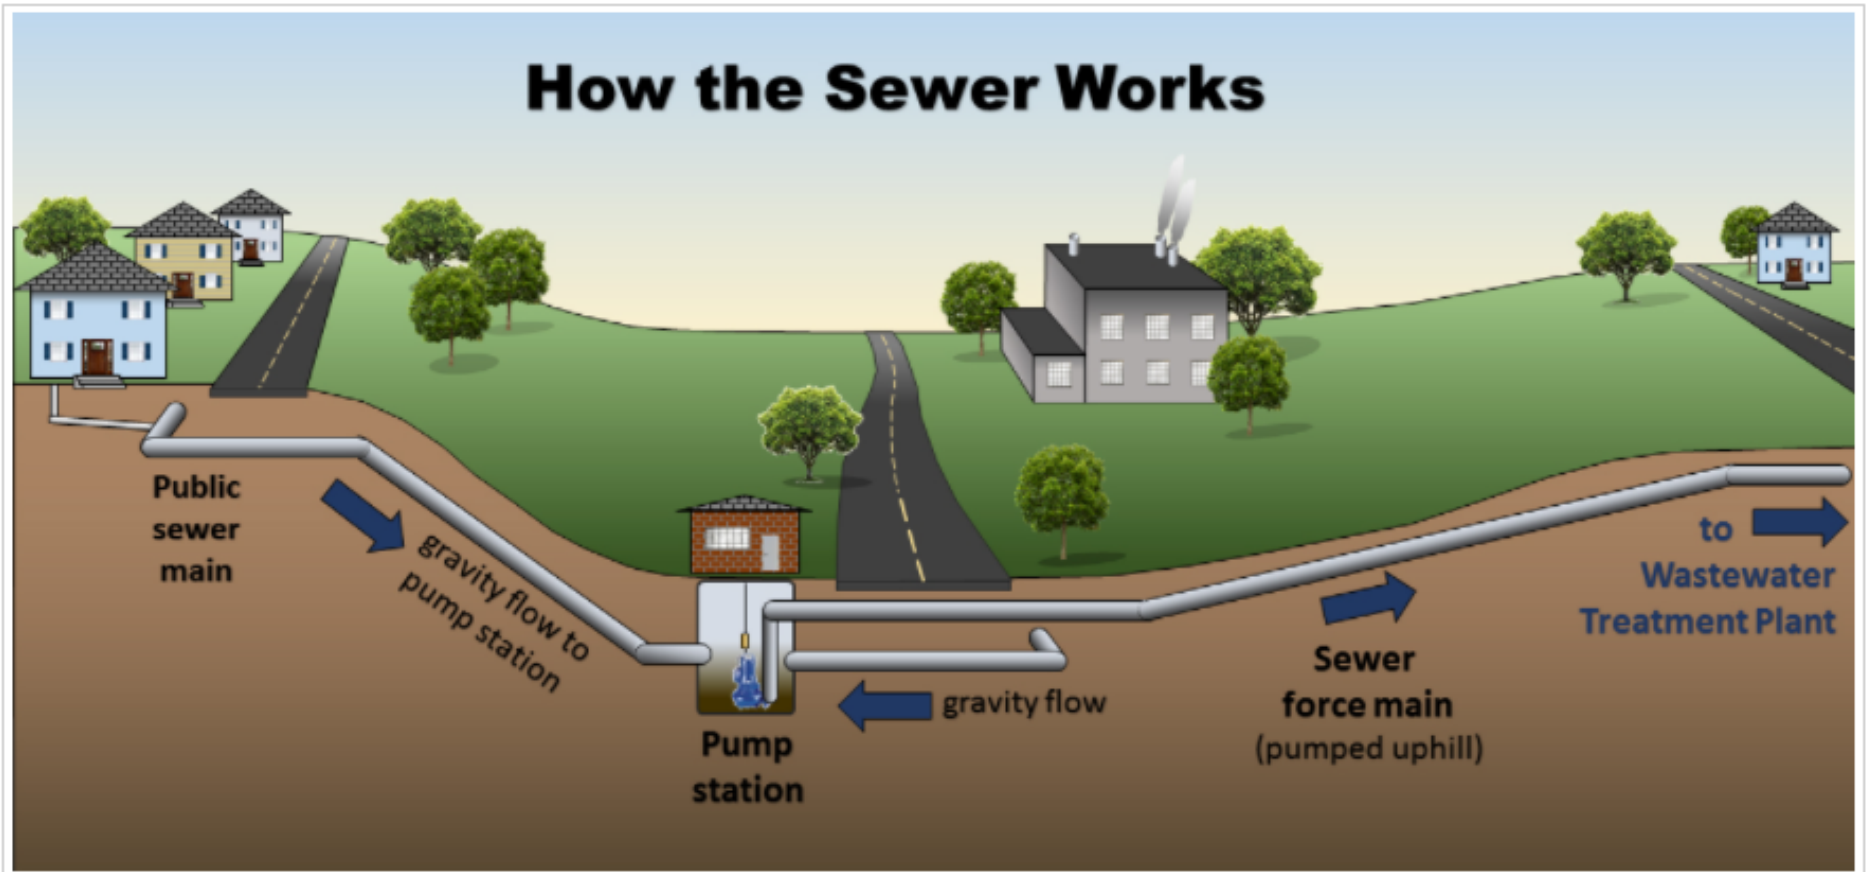 How the Sewer Works
Public
sewer
main
gravity flow to
pump station
Pump
station
gravity flow
Sewer
force main
(pumped uphill)
to
Wastewater
Treatment Plant